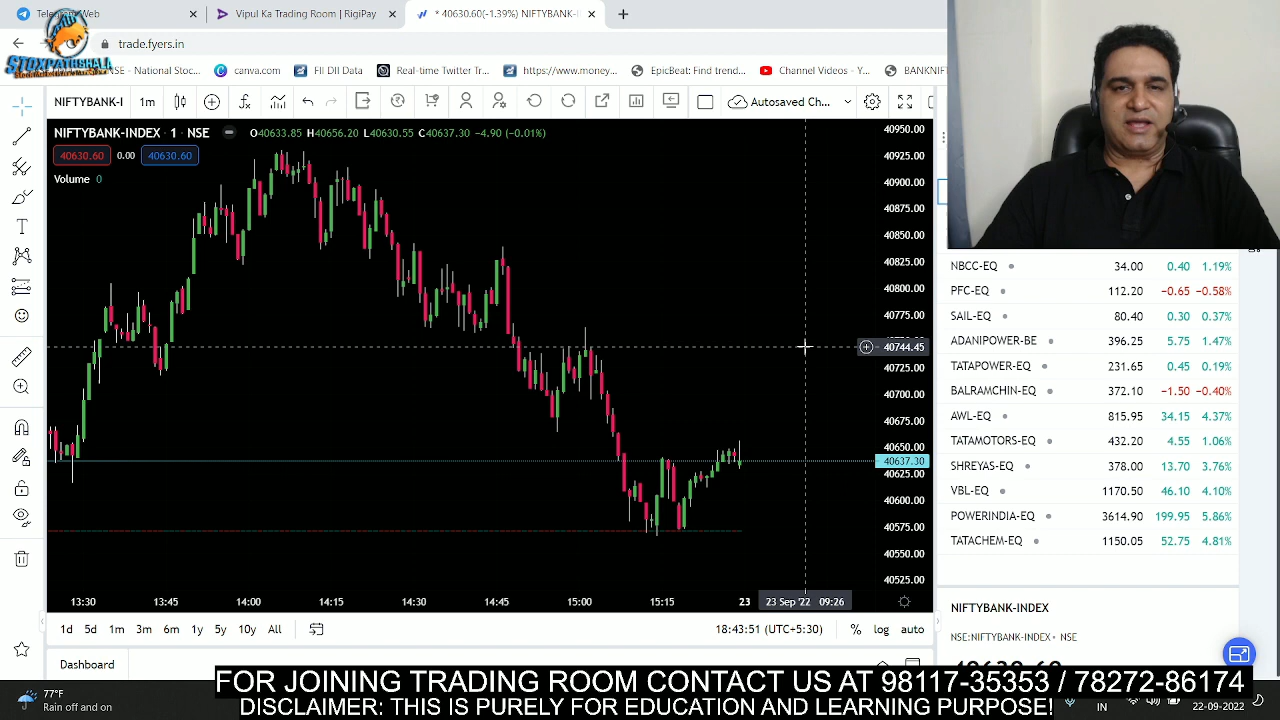 Telegram Web
Vipul Ka Trading Room | RigiPay
40630.60 (-1.39%) NIFTYBANK-I
STOXPATHSHALA
trade.fyers.in
NSE - National Stoc...
FII DII Data
Real-time Twitter Tr...
https://www.money...
EpicBeat Find trend
Channel Videos - Y...
BANKNIF
NIFTYBANK-I
1m
Autosaved Ch...
NIFTYBANK-INDEX · 1 · NSE
O40633.85 H40656.20 L40630.55 C40637.30 −4.90 (−0.01%)
40630.60
0.00
40630.60
Volume 0
40950.00
40925.00
40900.00
40875.00
40850.00
40825.00
40800.00
40775.00
40744.45
40725.00
40700.00
40675.00
40650.00
40637.30
40625.00
40600.00
40575.00
40550.00
40525.00
NBCC-EQ 34.00 0.40 1.19%
PFC-EQ 112.20 −0.65 −0.58%
SAIL-EQ 80.40 0.30 0.37%
ADANIPOWER-BE 396.25 5.75 1.47%
TATAPOWER-EQ 231.65 0.45 0.19%
BALRAMCHIN-EQ 372.10 −1.50 −0.40%
AWL-EQ 815.95 34.15 4.37%
TATAMOTORS-EQ 432.20 4.55 1.06%
SHREYAS-EQ 378.00 13.70 3.76%
VBL-EQ 1170.50 46.10 4.10%
POWERINDIA-EQ 3614.90 199.95 5.86%
TATACHEM-EQ 1150.05 52.75 4.81%
13:30 13:45 14:00 14:15 14:30 14:45 15:00 15:15 23 23 Sep '22 09:26
NIFTYBANK-INDEX
NSE:NIFTYBANK-INDEX • NSE
40630.60
1d 5d 1m 3m 6m 1y 5y 10y All
18:43:51 (UTC+5:30)
% log auto
Dashboard
FOR JOINING TRADING ROOM CONTACT US AT 98117-35353 / 78272-86174
DISCLAIMER: THIS IS PURELY FOR EDUCATION AND LEARNING PURPOSE!
77°F
Rain off and on
IN
22-09-2022